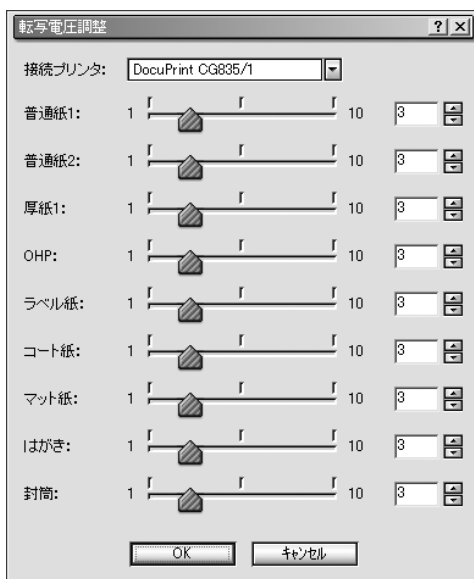 転写電圧調整
接続プリンタ: DocuPrint CG835/1
普通紙1: 1 10 3
普通紙2: 1 10 3
厚紙1: 1 10 3
OHP: 1 10 3
ラベル紙: 1 10 3
コート紙: 1 10 3
マット紙: 1 10 3
はがき: 1 10 3
封筒: 1 10 3
OK キャンセル